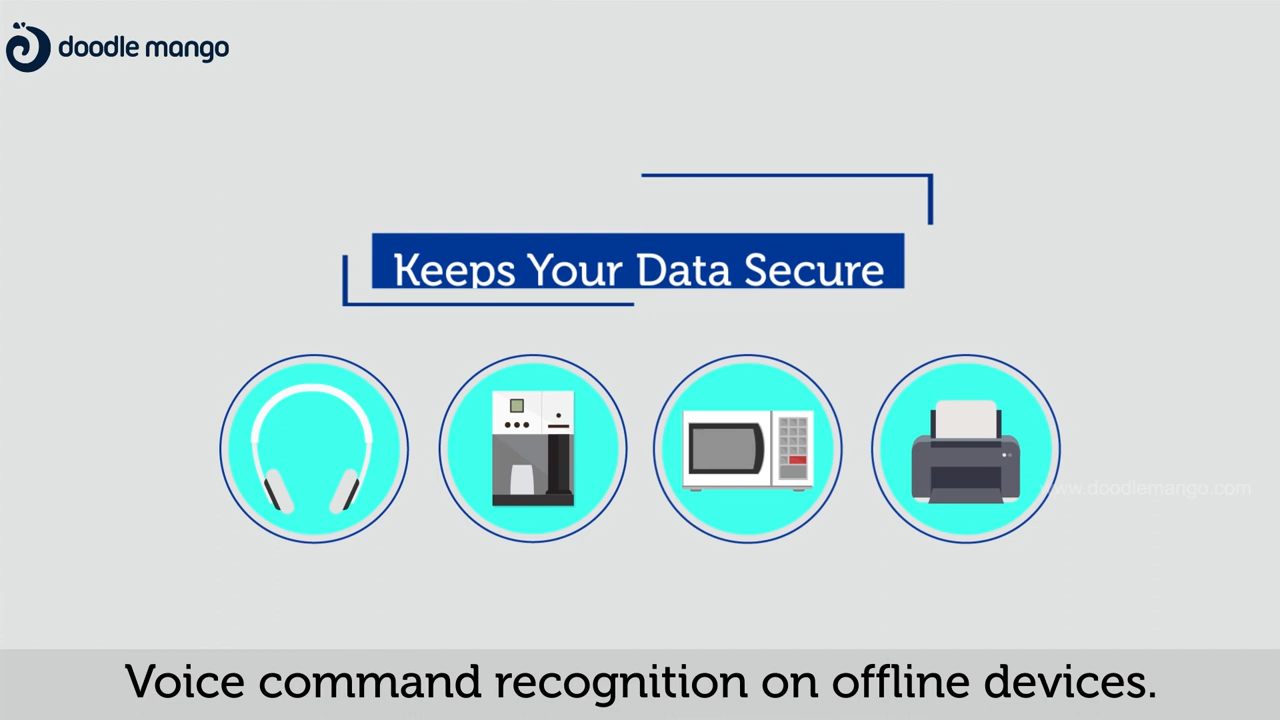 doodle mango
Keeps Your Data Secure
www.doodlemango.com
Voice command recognition on offline devices.